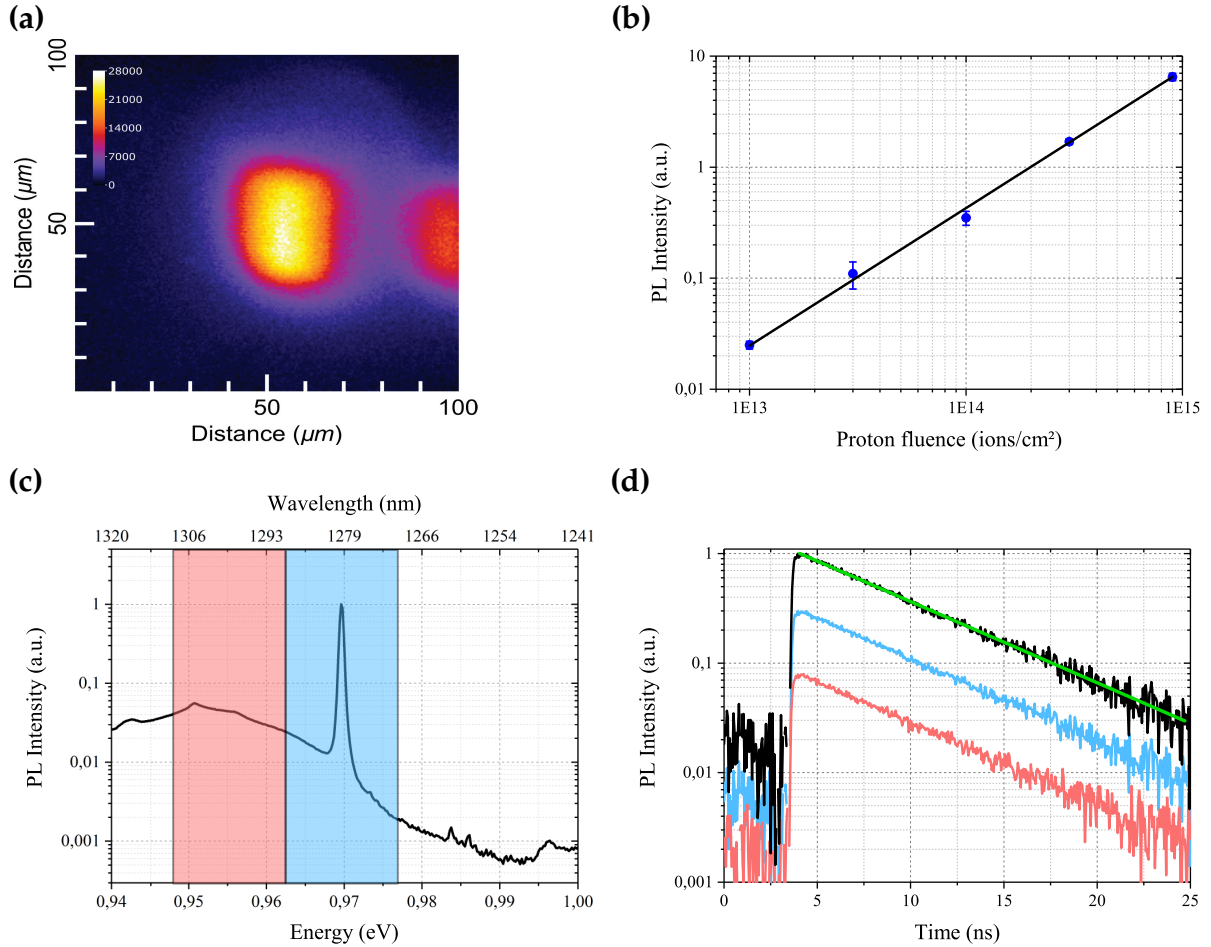 (a)
100
50
Distance (µm)
28000
21000
14000
7000
0
50
100
Distance (µm)
(b)
10
1
0.1
0,01
PL Intensity (a.u.)
1E13
1E14
1E15
Proton fluence (ions/cm²)
(c)
Wavelength (nm)
1320
1306
1293
1279
1266
1254
1241
1
0,1
0,01
0,001
PL Intensity (a.u.)
0,94
0,95
0,96
0,97
0,98
0,99
1,00
Energy (eV)
(d)
1
0,1
0,01
0,001
PL Intensity (a.u.)
0
5
10
15
20
25
Time (ns)